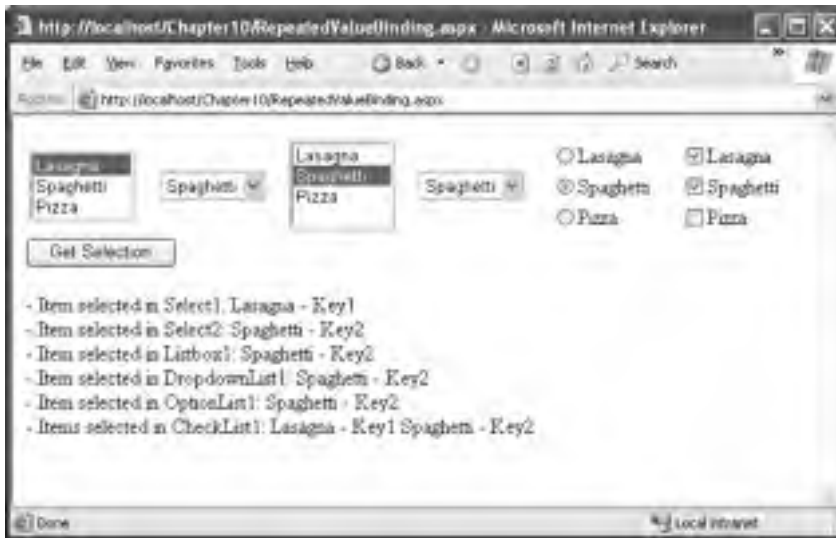 http://localhost/Chapter10/RepeatedValueBinding.aspx - Microsoft Internet Explorer
File Edit View Favorites Tools Help Back Search »
Address http://localhost/Chapter10/RepeatedValueBinding.aspx
Lasagna
Spaghetti
Pizza
Spaghetti
Lasagna
Spaghetti
Pizza
Spaghetti
Lasagna
Spaghetti
Pizza
Lasagna
Spaghetti
Pizza
Get Selection
- Item selected in Select1: Lasagna - Key1
- Item selected in Select2: Spaghetti - Key2
- Item selected in Listbox1: Spaghetti - Key2
- Item selected in DropdownList1: Spaghetti - Key2
- Item selected in OptionList1: Spaghetti - Key2
- Items selected in CheckList1: Lasagna - Key1 Spaghetti - Key2
Done Local intranet